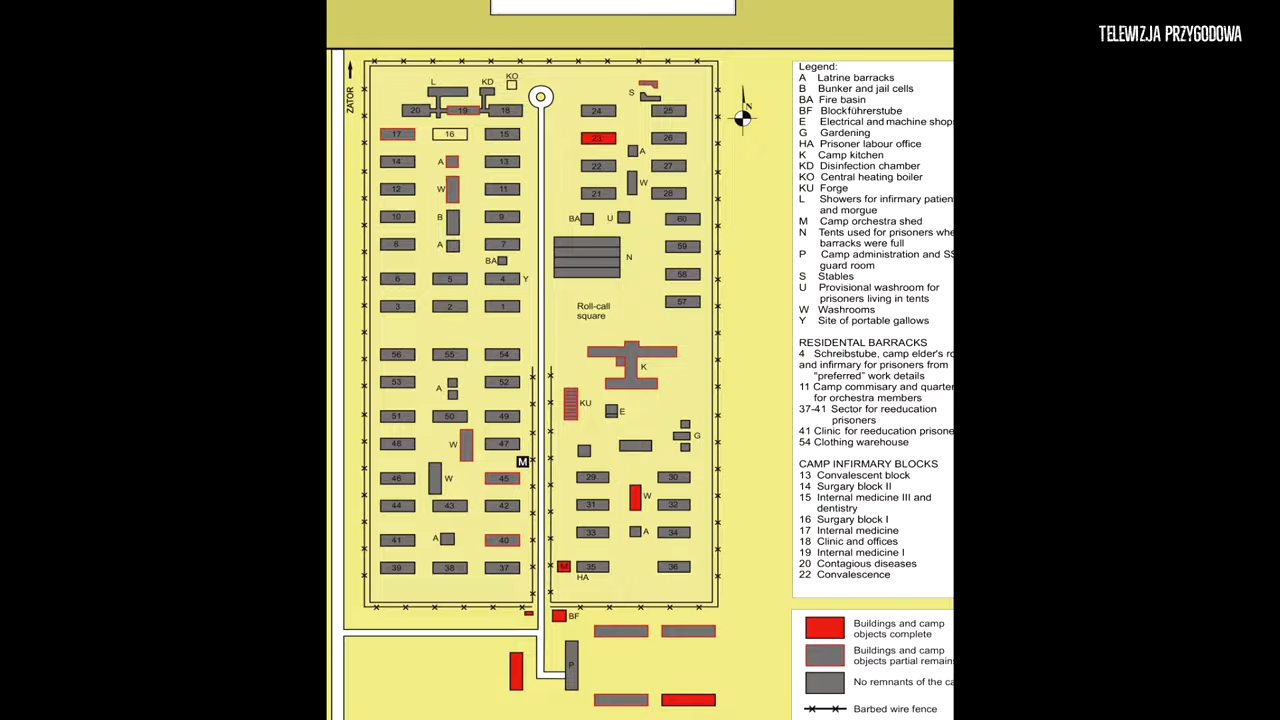 TELEWIZJA PRZYGODOWA
ZATOR
L
KD
KO
20
19
18
17
16
15
14
A
13
12
W
11
10
B
9
8
A
7
BA
6
5
4
Y
3
2
1
56
55
54
53
A
52
51
50
49
48
W
47
M
46
W
45
44
43
42
41
A
40
39
38
37
S
N
24
25
23
26
A
22
27
W
21
28
BA
U
60
59
N
58
57
Roll-call
square
K
KU
E
G
29
30
W
31
32
33
A
34
M
35
36
HA
BF
P
Legend:
A Latrine barracks
B Bunker and jail cells
BA Fire basin
BF Blockführerstube
E Electrical and machine shop
G Gardening
HA Prisoner labour office
K Camp kitchen
KD Disinfection chamber
KO Central heating boiler
KU Forge
L Showers for infirmary patien
and morgue
M Camp orchestra shed
N Tents used for prisoners whe
barracks were full
P Camp administration and SS
guard room
S Stables
U Provisional washroom for
prisoners living in tents
W Washrooms
Y Site of portable gallows
RESIDENTIAL BARRACKS
4 Schreibstube, camp elder's ro
and infirmary for prisoners from
"preferred" work details
11 Camp commisary and quarte
for orchestra members
37-41 Sector for reeducation
prisoners
41 Clinic for reeducation prisone
54 Clothing warehouse
CAMP INFIRMARY BLOCKS
13 Convalescent block
14 Surgary block II
15 Internal medicine III and
dentistry
16 Surgary block I
17 Internal medicine
18 Clinic and offices
19 Internal medicine I
20 Contagious diseases
22 Convalescence
Buildings and camp
objects complete
Buildings and camp
objects partial remain
No remnants of the ca
Barbed wire fence